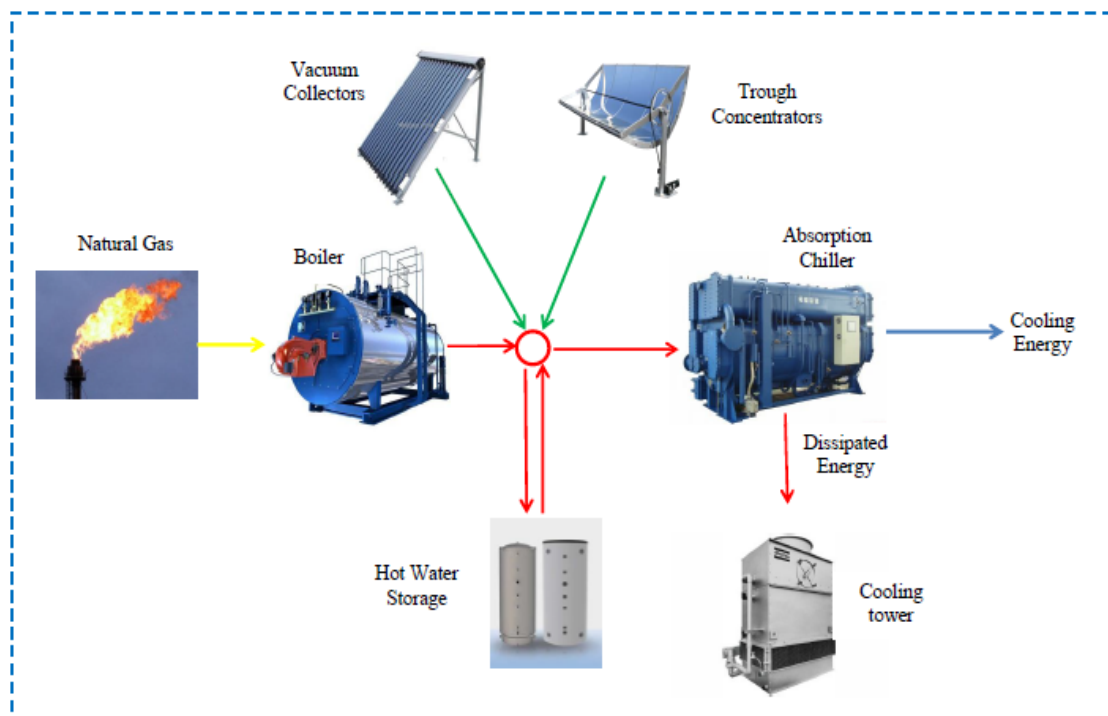 Vacuum
Collectors
Trough
Concentrators
Natural Gas
Boiler
Absorption
Chiller
Cooling
Energy
Dissipated
Energy
Hot Water
Storage
Cooling
tower